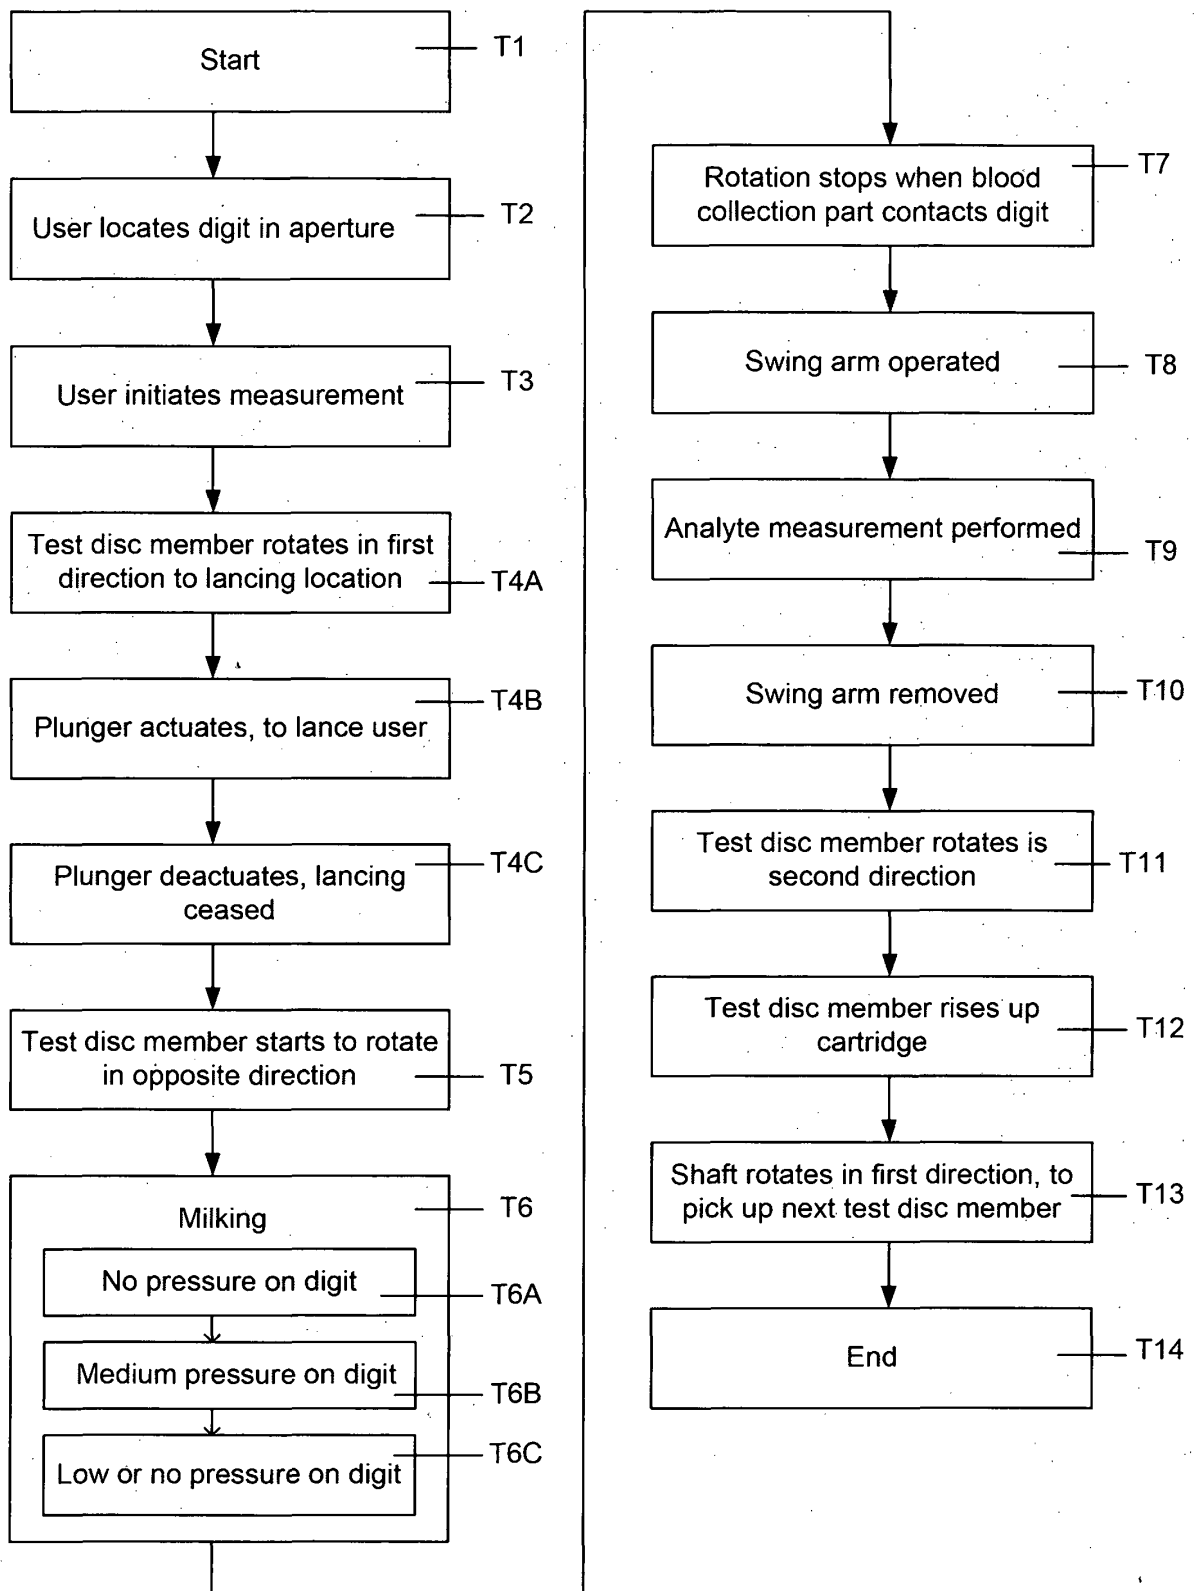 Start
T1
User locates digit in aperture
T2
User initiates measurement
T3
Test disc member rotates in first
direction to lancing location
T4A
Plunger actuates, to lance user
T4B
Plunger deactuates, lancing
ceased
T4C
Test disc member starts to rotate
in opposite direction
T5
Milking
T6
No pressure on digit
T6A
Medium pressure on digit
T6B
Low or no pressure on digit
T6C
Rotation stops when blood
collection part contacts digit
T7
Swing arm operated
T8
Analyte measurement performed
T9
Swing arm removed
T10
Test disc member rotates is
second direction
T11
Test disc member rises up
cartridge
T12
Shaft rotates in first direction, to
pick up next test disc member
T13
End
T14